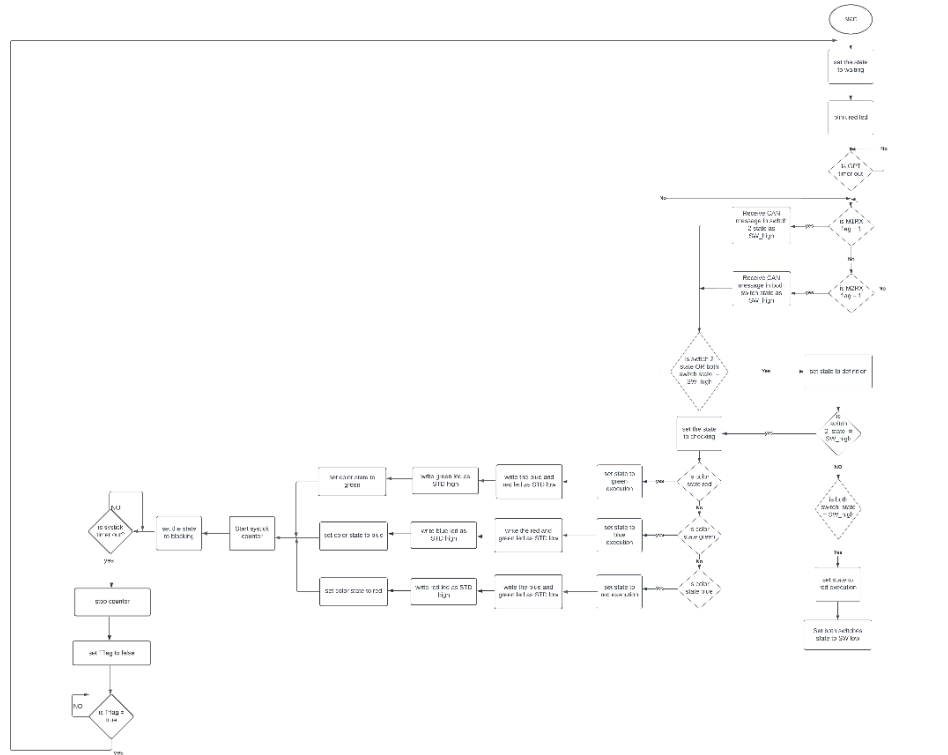 start
set the state
to waiting
blink red led
No
is GPT
timer out
No
Receive CAN
message in switch
2 state as
SW_high
yes
is M1RX
flag = 1
No
Receive CAN
message in both
switch state as
SW_high
yes
is M2RX
flag = 1
No
is switch 2
state OR both
switch state =
SW_high
Yes
set state to definition
set the state
to checking
yes
is
switch
2 state =
SW_high
set color state to
green
write green led as
STD high
write the blue and
red led as STD low
set state to
green
execution
yes
is color
state red
NO
No
is both
switch state
= SW_high
NO
is systick
timer out?
set the state
to blocking
Start systick
counter
set color state to blue
write blue led as
STD high
write the red and
green led as STD low
set state to
blue
execution
yes
is color
state green
yes
No
Yes
set color state to red
write red led as STD
high
write the blue and
green led as STD low
set state to
red execution
yes
is color
state blue
set state to
red execution
stop counter
Set both switches
state to SW low
set Tflag to false
NO
is Tflag =
true
yes